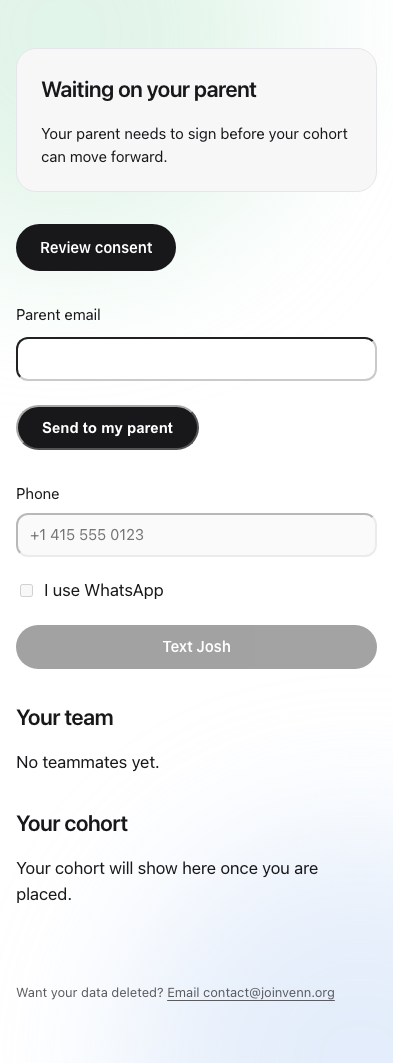 Waiting on your parent
Your parent needs to sign before your cohort
can move forward.
Review consent
Parent email
Send to my parent
Phone
+1 415 555 0123
I use WhatsApp
Text Josh
Your team
No teammates yet.
Your cohort
Your cohort will show here once you are
placed.
Want your data deleted? Email contact@joinvenn.org